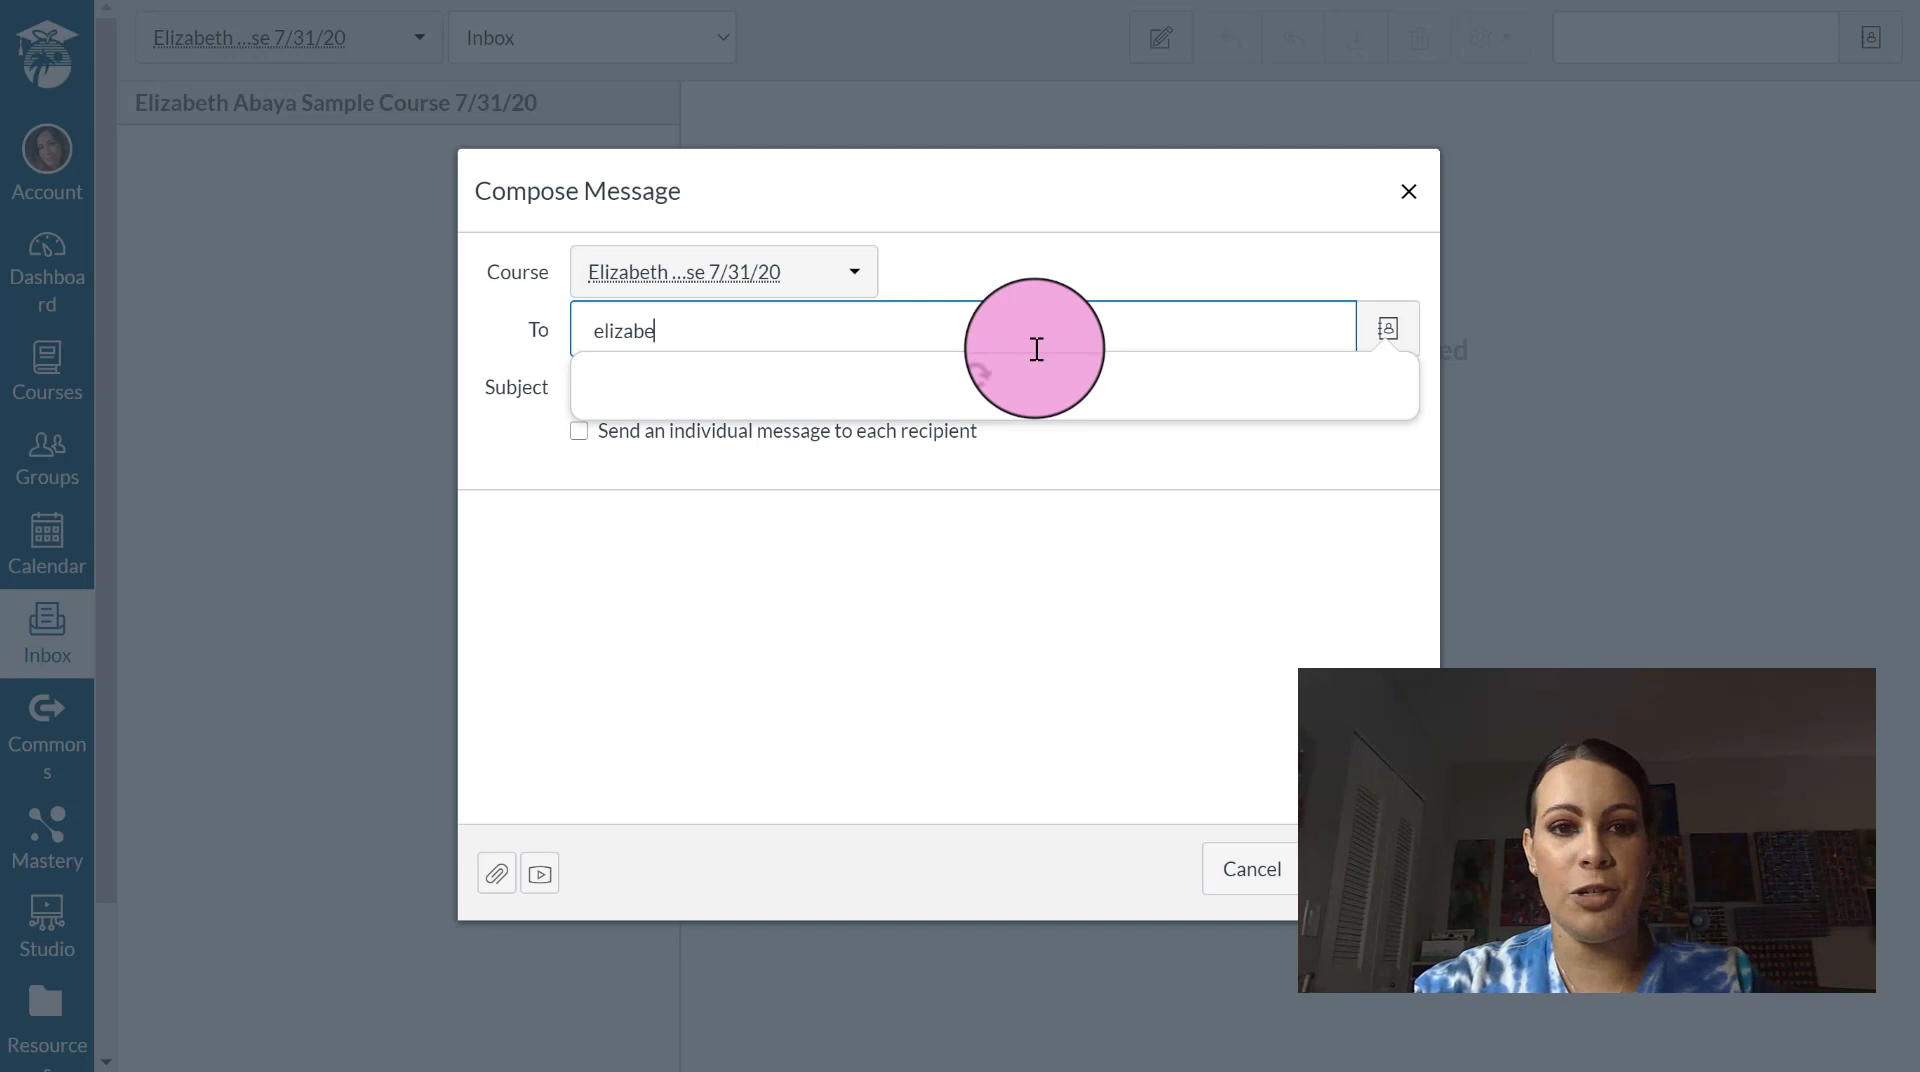 Elizabeth ...se 7/31/20
Inbox
Elizabeth Abaya Sample Course 7/31/20
Account
Dashboa
rd
Courses
Groups
Calendar
Inbox
Common
s
Mastery
Studio
Resource
Compose Message
Course
Elizabeth ...se 7/31/20
To
elizabe
Subject
Send an individual message to each recipient
Cancel
ed